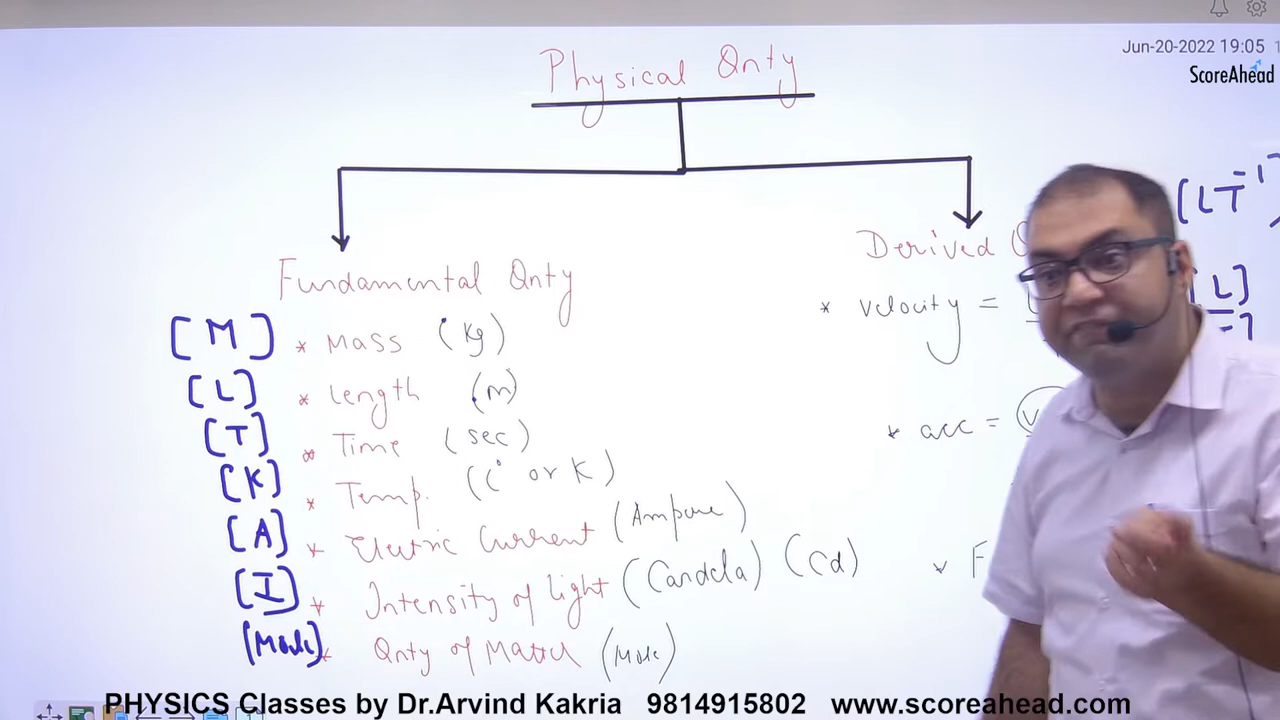 Jun-20-2022 19:05
ScoreAhead
Physical Qnty
Fundamental Qnty
Derived
[M] * Mass (Kg)
[L] * Length (m)
[T] * Time (sec)
[K] * Temp. (C° or K)
[A] * Electric Current (Ampere)
[I] * Intensity of light (Candela) (Cd)
[Mole] * Qnty of Matter (Mole)
* velocity =
* acc =
* F
[LT⁻¹]
[L]
PHYSICS Classes by Dr.Arvind Kakria 9814915802 www.scoreahead.com